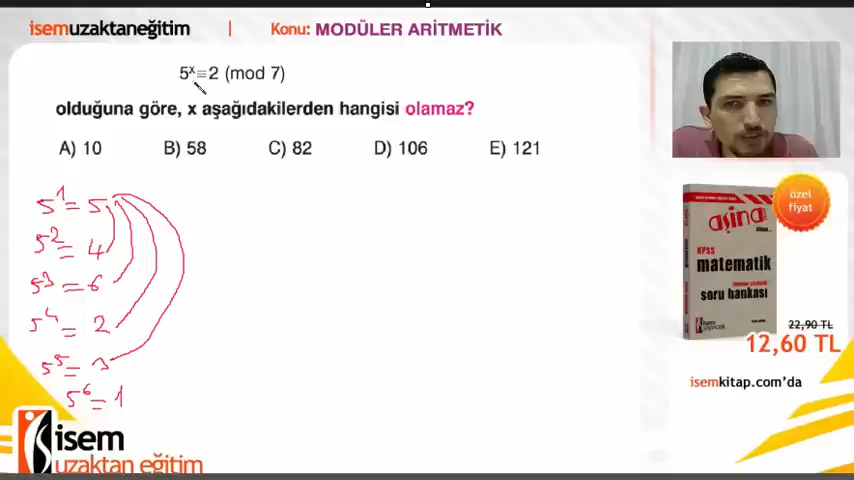 isemuzaktaneğitim | Konu: MODÜLER ARİTMETİK
5ˣ≡2 (mod 7)
olduğuna göre, x aşağıdakilerden hangisi olamaz?
A) 10 B) 58 C) 82 D) 106 E) 121
5¹ = 5
5² = 4
5³ = 6
5⁴ = 2
5⁵ = 3
5⁶ = 1
isem
uzaktan eğitim
özel
fiyat
aşina
KPSS
matematik
soru bankası
isem
22,90 TL
12,60 TL
isemkitap.com'da